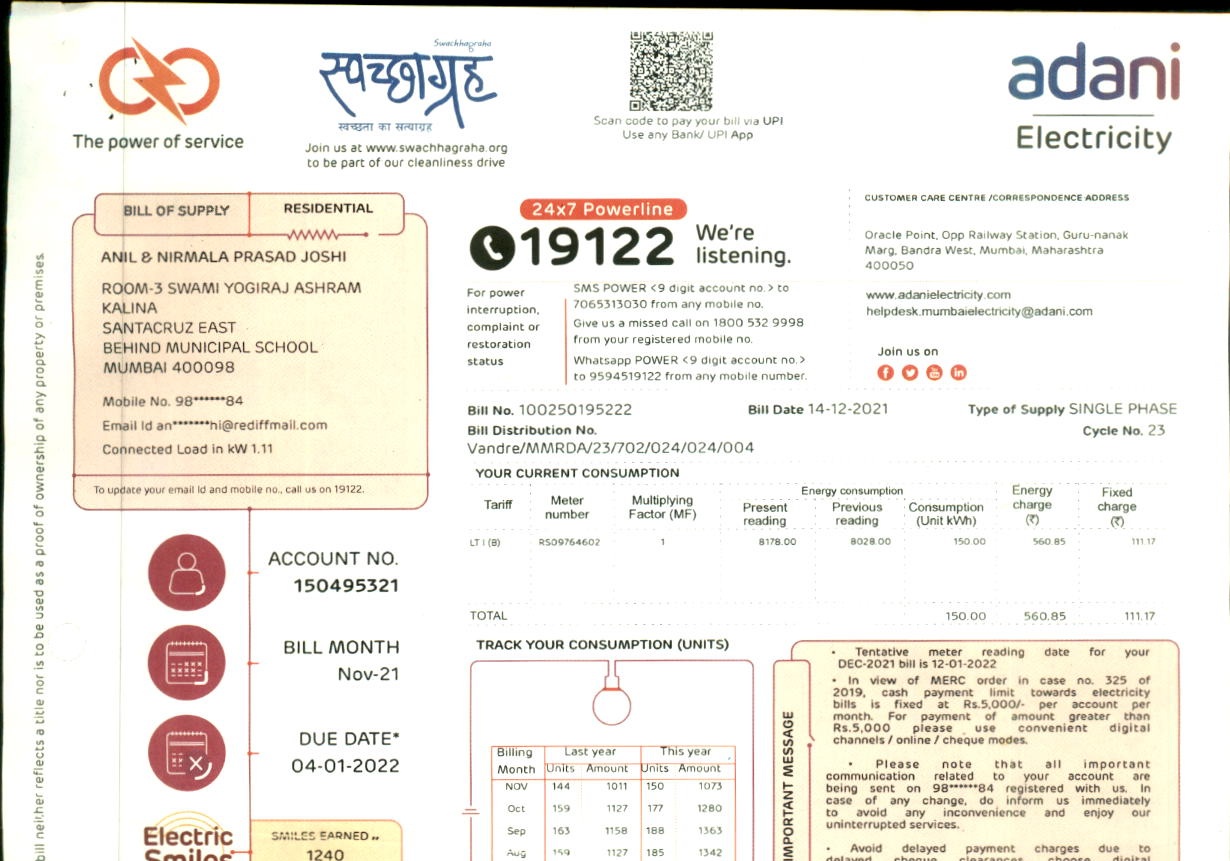 The power of service
Swachhagraha
स्वच्छाग्रह
स्वच्छता का सत्याग्रह
Join us at www.swachhagraha.org
to be part of our cleanliness drive
Scan code to pay your bill via UPI
Use any Bank/ UPI App
adani
Electricity
BILL OF SUPPLY
RESIDENTIAL
ANIL & NIRMALA PRASAD JOSHI
ROOM-3 SWAMI YOGIRAJ ASHRAM
KALINA
SANTACRUZ EAST
BEHIND MUNICIPAL SCHOOL
MUMBAI 400098
Mobile No. 98******84
Email Id an*******hi@rediffmail.com
Connected Load in kW 1.11
To update your email Id and mobile no., call us on 19122.
24x7 Powerline
19122 We're
listening.
For power
interruption,
complaint or
restoration
status
SMS POWER <9 digit account no.> to
7065313030 from any mobile no.
Give us a missed call on 1800 532 9998
from your registered mobile no.
Whatsapp POWER <9 digit account no.>
to 9594519122 from any mobile number.
CUSTOMER CARE CENTRE /CORRESPONDENCE ADDRESS
Oracle Point, Opp Railway Station, Guru-nanak
Marg, Bandra West, Mumbai, Maharashtra
400050
www.adanielectricity.com
helpdesk.mumbaielectricity@adani.com
Join us on
Bill No. 100250195222 Bill Date 14-12-2021 Type of Supply SINGLE PHASE
Bill Distribution No. Cycle No. 23
Vandre/MMRDA/23/702/024/024/004
YOUR CURRENT CONSUMPTION
Tariff Meter number Multiplying Factor (MF) Energy consumption Present reading Previous reading Consumption (Unit kWh) Energy charge (₹) Fixed charge (₹)
LT I (B) RS09764602 1 8178.00 8028.00 150.00 560.85 111.17
TOTAL 150.00 560.85 111.17
ACCOUNT NO.
150495321
BILL MONTH
Nov-21
DUE DATE*
04-01-2022
Electric
Smiles
SMILES EARNED
1240
TRACK YOUR CONSUMPTION (UNITS)
Billing Last year This year
Month Units Amount Units Amount
NOV 144 1011 150 1073
Oct 159 1127 177 1280
Sep 163 1158 188 1363
Aug 159 1127 185 1342
IMPORTANT MESSAGE
• Tentative meter reading date for your
DEC-2021 bill is 12-01-2022
• In view of MERC order in case no. 325 of
2019, cash payment limit towards electricity
bills is fixed at Rs.5,000/- per account per
month. For payment of amount greater than
Rs.5,000 please use convenient digital
channels / online / cheque modes.
• Please note that all important
communication related to your account are
being sent on 98******84 registered with us. In
case of any change, do inform us immediately
to avoid any inconvenience and enjoy our
uninterrupted services.
• Avoid delayed payment charges due to
delayed cheque clearances choose digital
bill neither reflects a title nor is to be used as a proof of ownership of any property or premises.